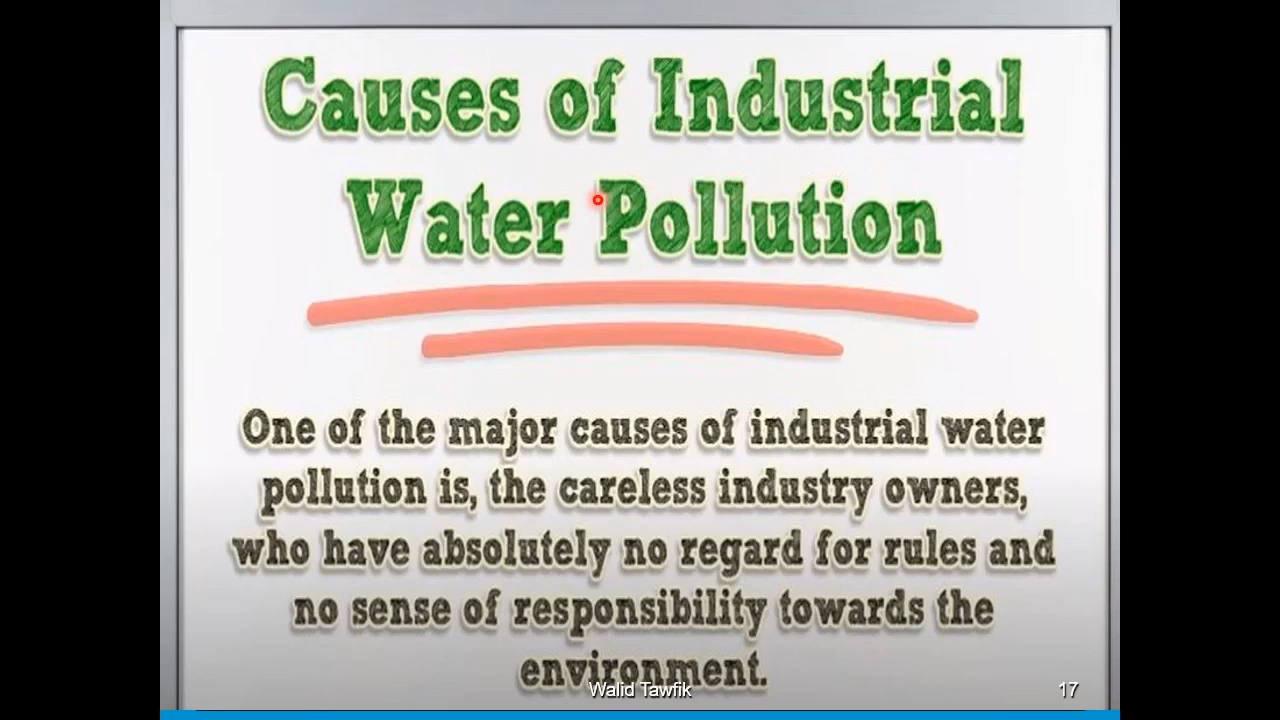 Causes of Industrial
Water Pollution
One of the major causes of industrial water
pollution is, the careless industry owners,
who have absolutely no regard for rules and
no sense of responsibility towards the
environment.
Walid Tawfik
17